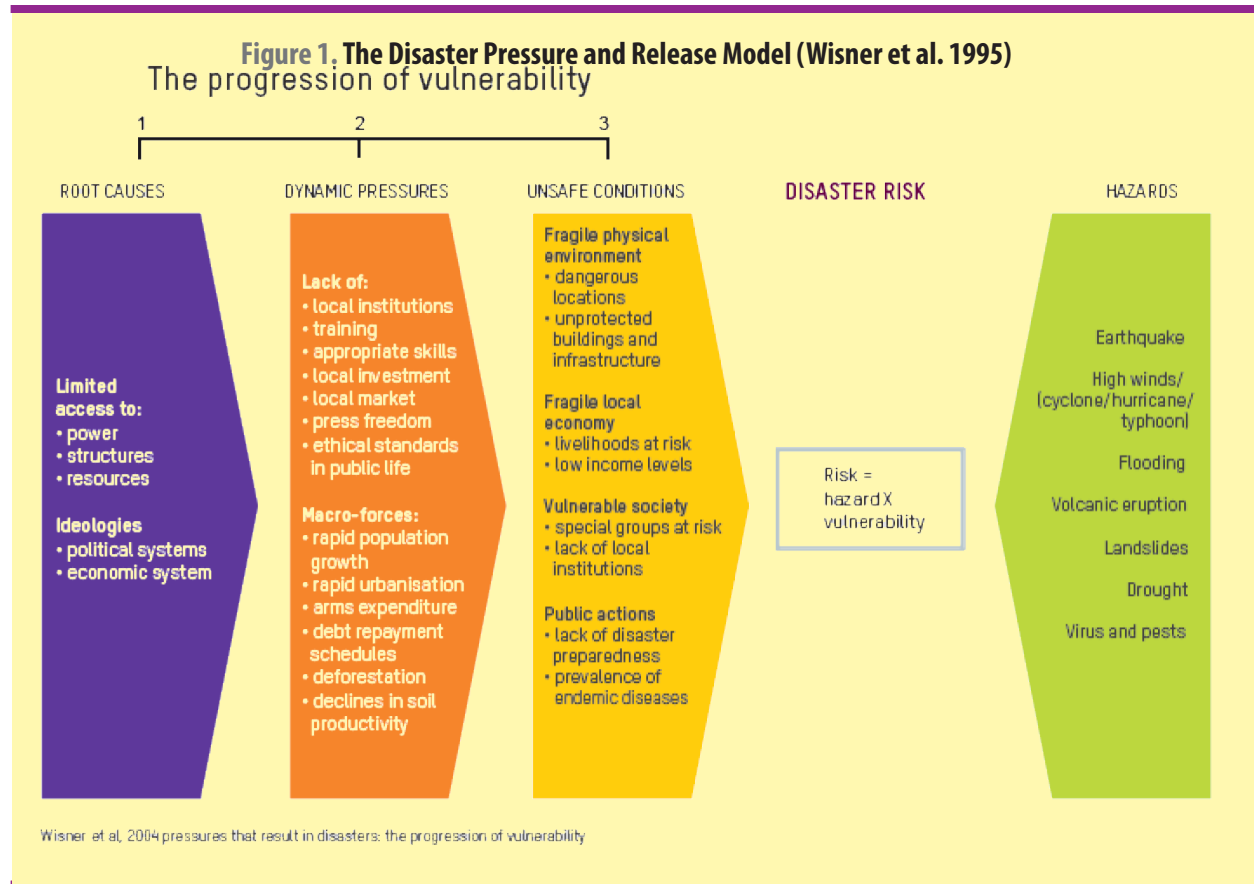 Figure 1. The Disaster Pressure and Release Model (Wisner et al. 1995)
The progression of vulnerability
1 2 3
ROOT CAUSES
Limited
access to:
• power
• structures
• resources
Ideologies
• political systems
• economic system
DYNAMIC PRESSURES
Lack of:
• local institutions
• training
• appropriate skills
• local investment
• local market
• press freedom
• ethical standards
in public life
Macro-forces:
• rapid population
growth
• rapid urbanisation
• arms expenditure
• debt repayment
schedules
• deforestation
• declines in soil
productivity
UNSAFE CONDITIONS
Fragile physical
environment
• dangerous
locations
• unprotected
buildings and
infrastructure
Fragile local
economy
• livelihoods at risk
• low income levels
Vulnerable society
• special groups at risk
• lack of local
institutions
Public actions
• lack of disaster
preparedness
• prevalence of
endemic diseases
DISASTER RISK
Risk =
hazard X
vulnerability
HAZARDS
Earthquake
High winds/
(cyclone/hurricane/
typhoon)
Flooding
Volcanic eruption
Landslides
Drought
Virus and pests
Wisner et al, 2004 pressures that result in disasters: the progression of vulnerability